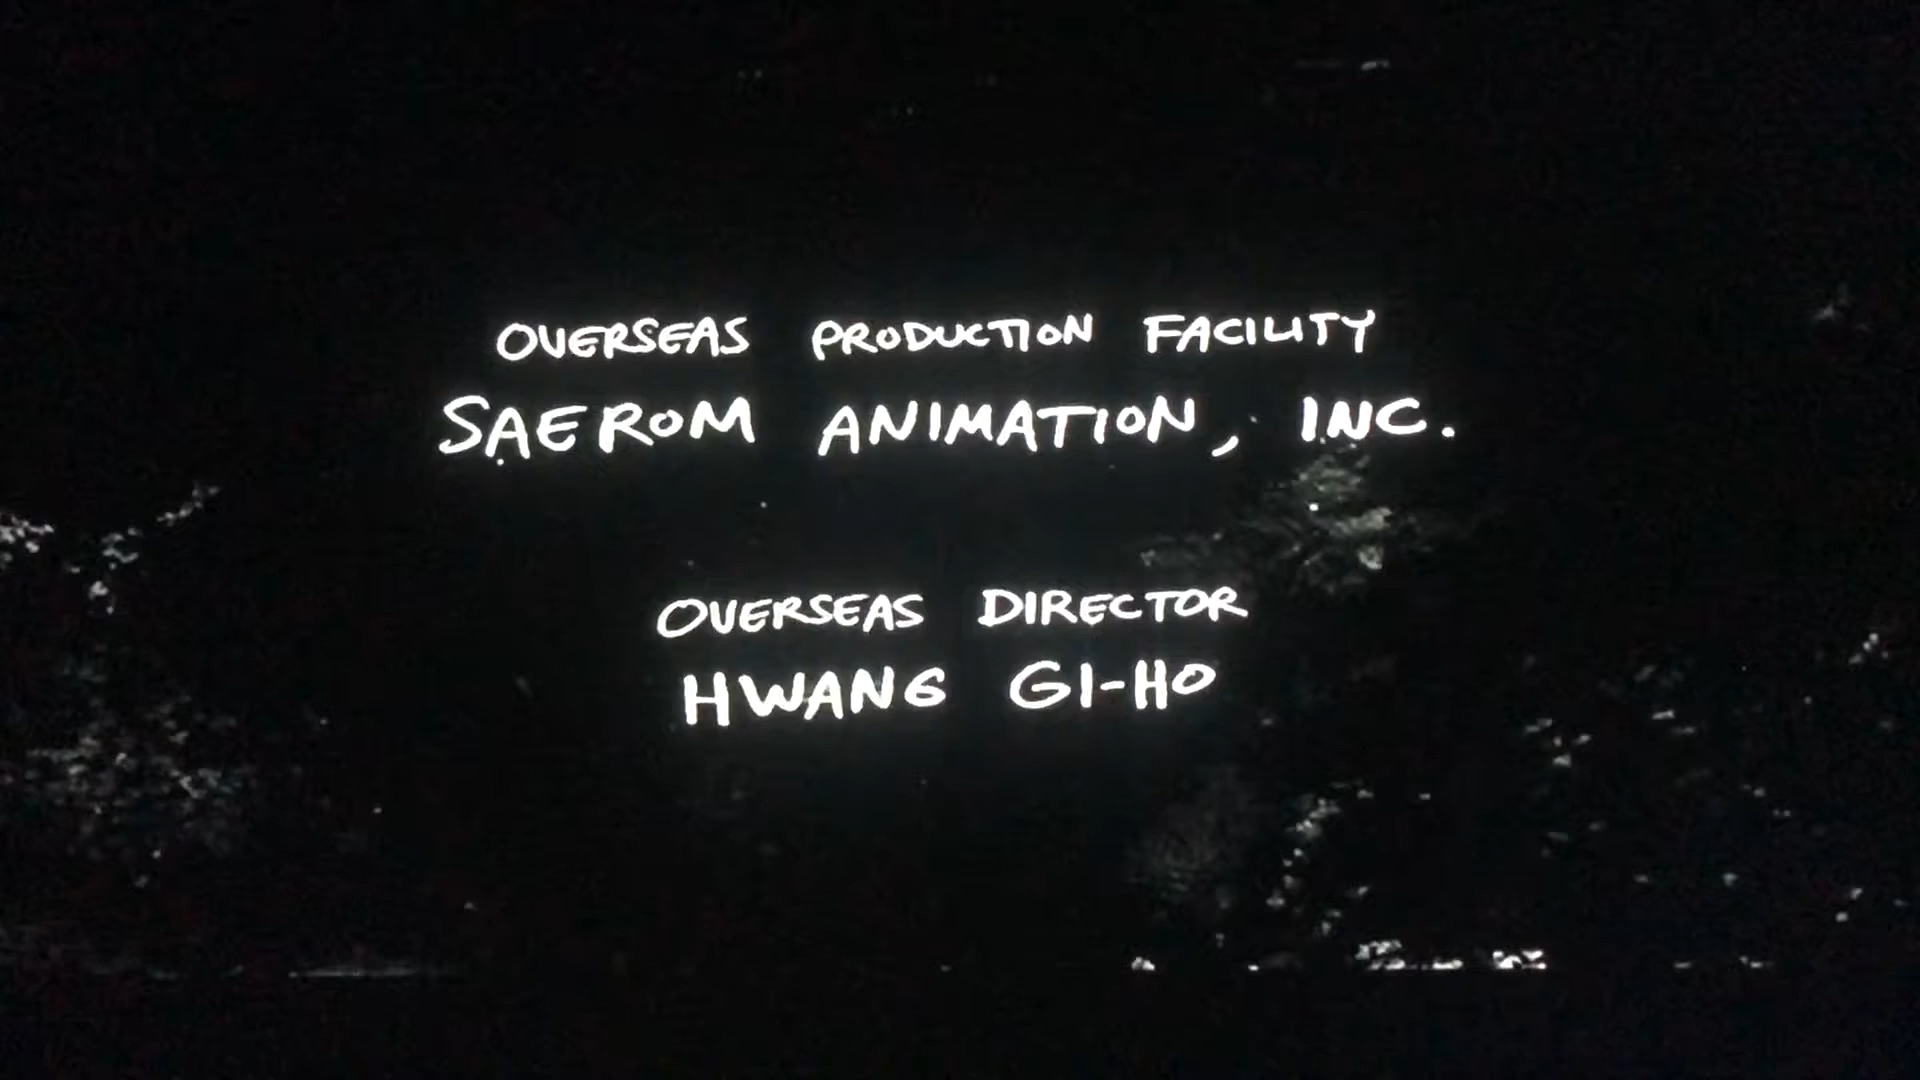 OVERSEAS PRODUCTION FACILITY
SAEROM ANIMATION, INC.
OVERSEAS DIRECTOR
HWANG GI-HO